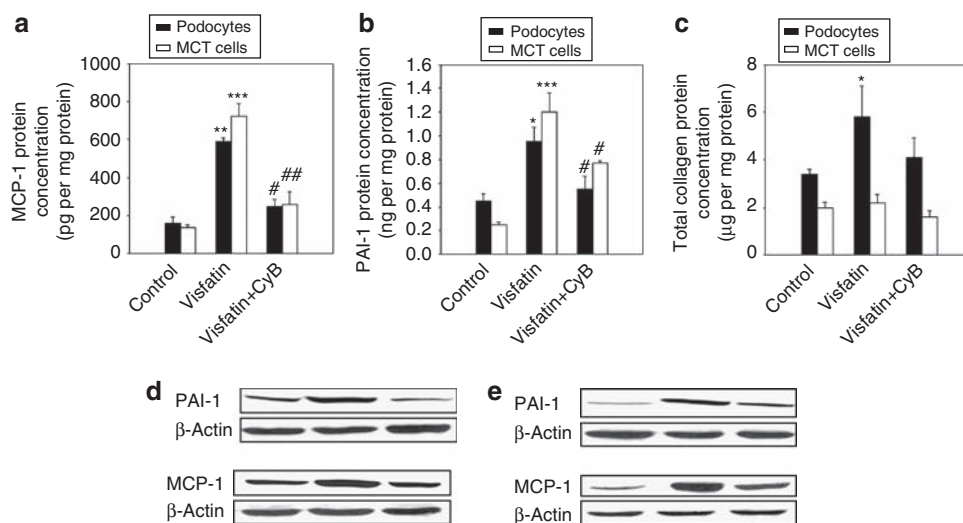 a
Podocytes
MCT cells
MCP-1 protein
concentration
(pg per mg protein)
1000
800
600
400
200
0
**
***
#
##
Control
Visfatin
Visfatin+CyB
b
Podocytes
MCT cells
PAI-1 protein concentration
(ng per mg protein)
1.6
1.4
1.2
1.0
0.8
0.6
0.4
0.2
0.0
*
***
#
#
Control
Visfatin
Visfatin+CyB
c
Podocytes
MCT cells
Total collagen protein
concentration
(μg per mg protein)
8
6
4
2
0
*
Control
Visfatin
Visfatin+CyB
d
PAI-1
β-Actin
MCP-1
β-Actin
e
PAI-1
β-Actin
MCP-1
β-Actin